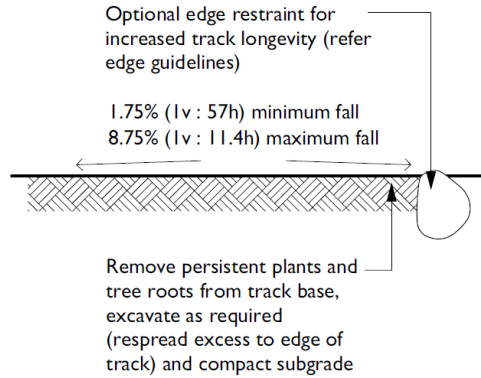 Optional edge restraint for
increased track longevity (refer
edge guidelines)
1.75% (1v : 57h) minimum fall
8.75% (1v : 11.4h) maximum fall
Remove persistent plants and
tree roots from track base,
excavate as required
(respread excess to edge of
track) and compact subgrade